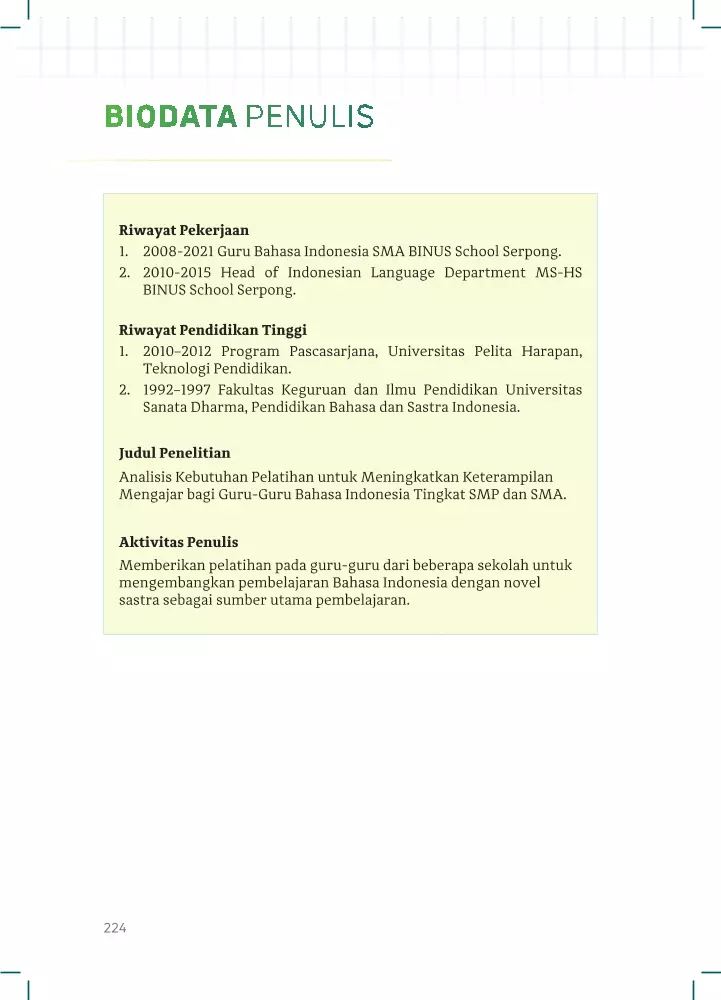 BIODATA PENULIS
Riwayat Pekerjaan
1. 2008-2021 Guru Bahasa Indonesia SMA BINUS School Serpong.
2. 2010-2015 Head of Indonesian Language Department MS-HS
BINUS School Serpong.
Riwayat Pendidikan Tinggi
1. 2010–2012 Program Pascasarjana, Universitas Pelita Harapan,
Teknologi Pendidikan.
2. 1992–1997 Fakultas Keguruan dan Ilmu Pendidikan Universitas
Sanata Dharma, Pendidikan Bahasa dan Sastra Indonesia.
Judul Penelitian
Analisis Kebutuhan Pelatihan untuk Meningkatkan Keterampilan
Mengajar bagi Guru-Guru Bahasa Indonesia Tingkat SMP dan SMA.
Aktivitas Penulis
Memberikan pelatihan pada guru-guru dari beberapa sekolah untuk
mengembangkan pembelajaran Bahasa Indonesia dengan novel
sastra sebagai sumber utama pembelajaran.
224